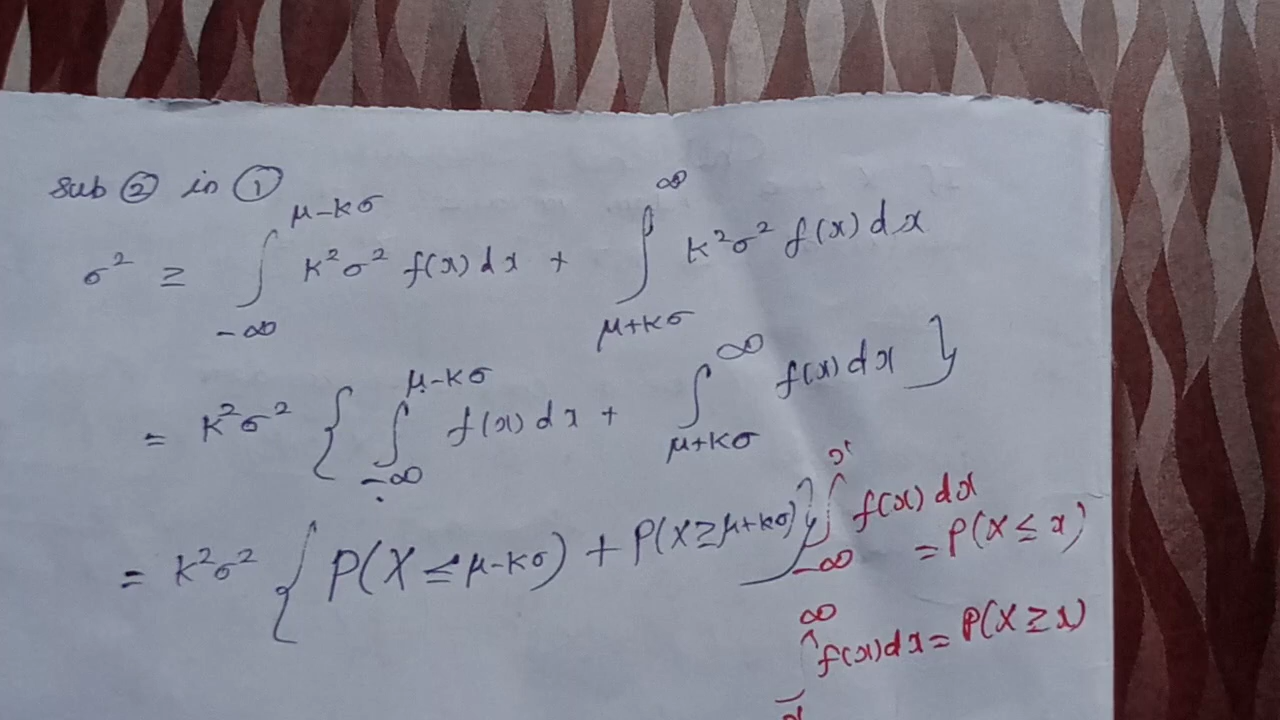 sub ② in ①
σ² ≥ ∫_{-∞}^{μ-kσ} k²σ² f(x) dx + ∫_{μ+kσ}^{∞} k²σ² f(x) dx
= k²σ² { ∫_{-∞}^{μ-kσ} f(x) dx + ∫_{μ+kσ}^{∞} f(x) dx }
= k²σ² { P(X ≤ μ-kσ) + P(X ≥ μ+kσ) }
∫_{-∞}^{x} f(x) dx
= P(X ≤ x)
∫_{x}^{∞} f(x) dx = P(X ≥ x)